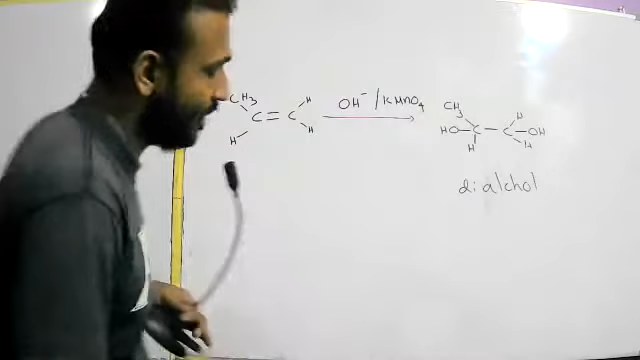 CH3 H OH⁻ / KMnO4 CH3 H
C = C HO - C - C - OH
H H H H
di alchol